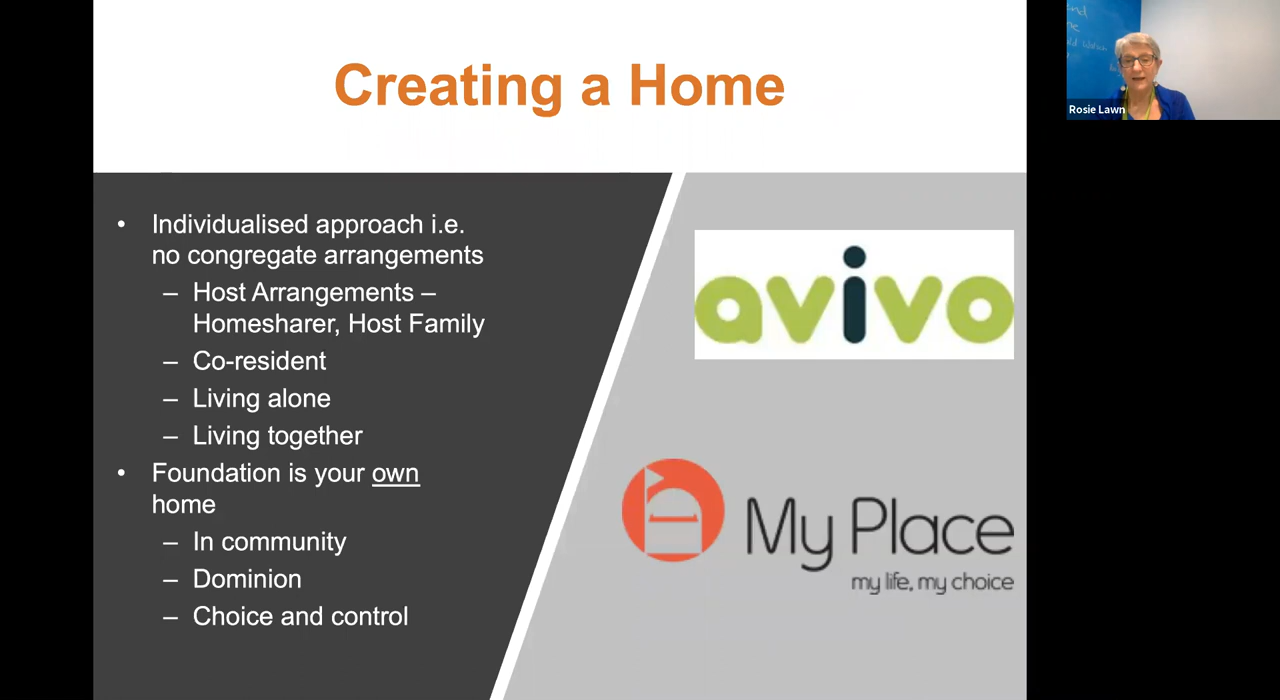 Creating a Home
• Individualised approach i.e.
no congregate arrangements
– Host Arrangements –
Homesharer, Host Family
– Co-resident
– Living alone
– Living together
• Foundation is your own
home
– In community
– Dominion
– Choice and control
avivo
My Place
my life, my choice
Rosie Lawn